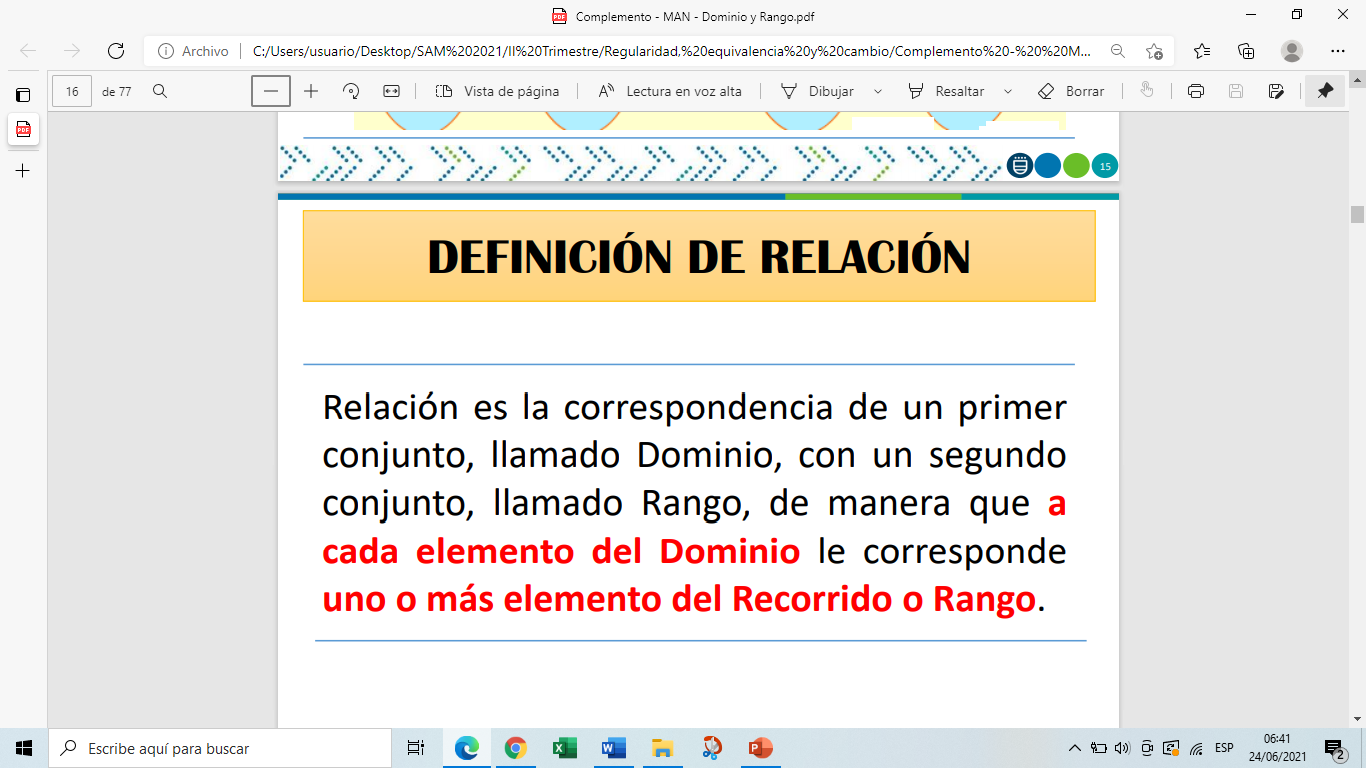 Complemento - MAN - Dominio y Rango.pdf
Archivo C:/Users/usuario/Desktop/SAM%202021/II%20Trimestre/Regularidad,%20equivalencia%20y%20cambio/Complemento%20-%20%20M...
16 de 77 Vista de página Lectura en voz alta Dibujar Resaltar Borrar
15
DEFINICIÓN DE RELACIÓN
Relación es la correspondencia de un primer
conjunto, llamado Dominio, con un segundo
conjunto, llamado Rango, de manera que a
cada elemento del Dominio le corresponde
uno o más elemento del Recorrido o Rango.
Escribe aquí para buscar
ESP
06:41
24/06/2021
2